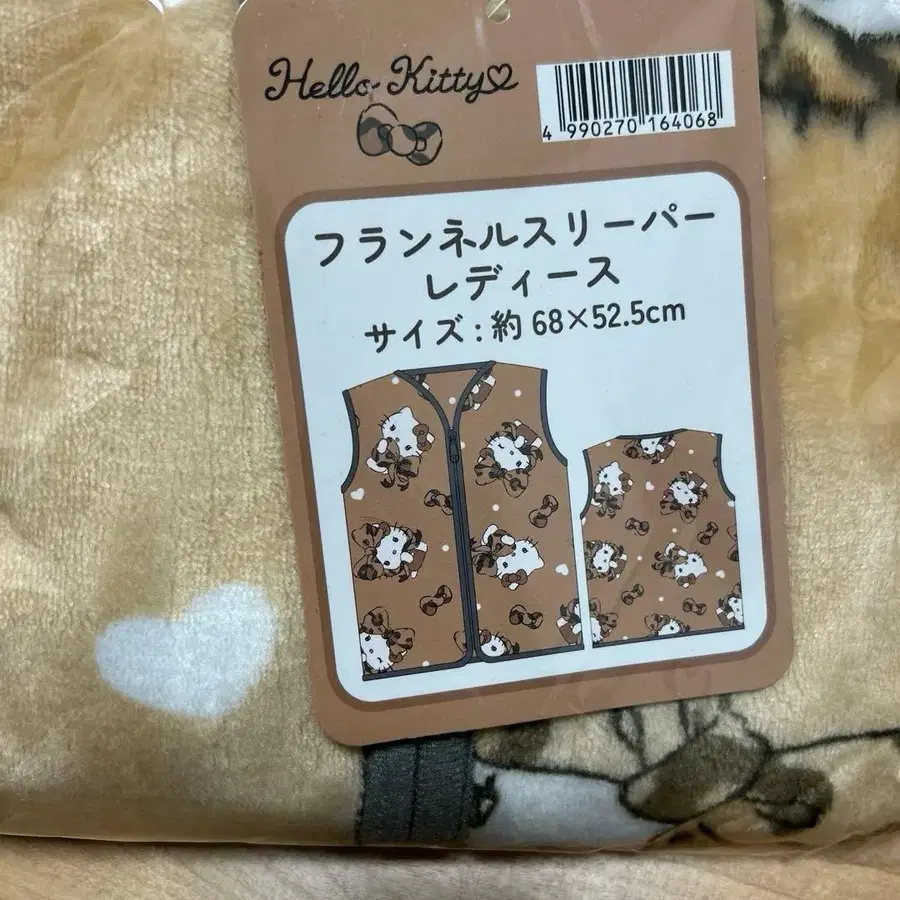 Hello Kitty♡
4 990270 164068
フランネルスリーパー
レディース
サイズ：約 68×52.5cm